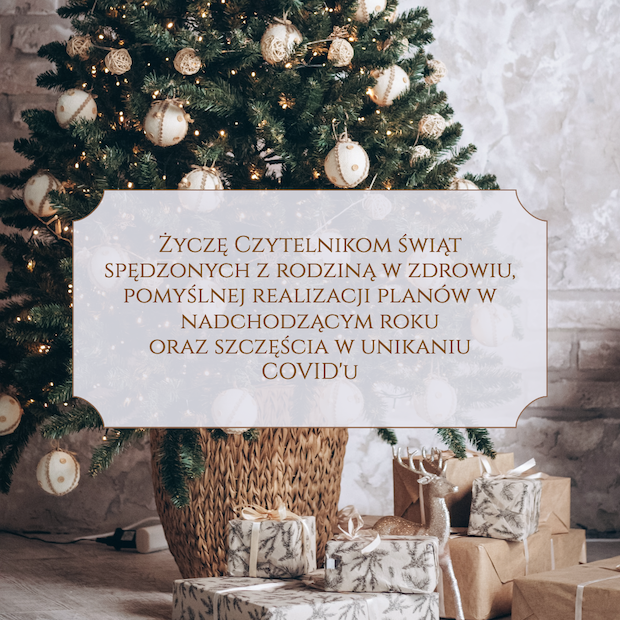 Życzę Czytelnikom świąt
spędzonych z rodziną w zdrowiu,
pomyślnej realizacji planów w
nadchodzącym roku
oraz szczęścia w unikaniu
COVID'u